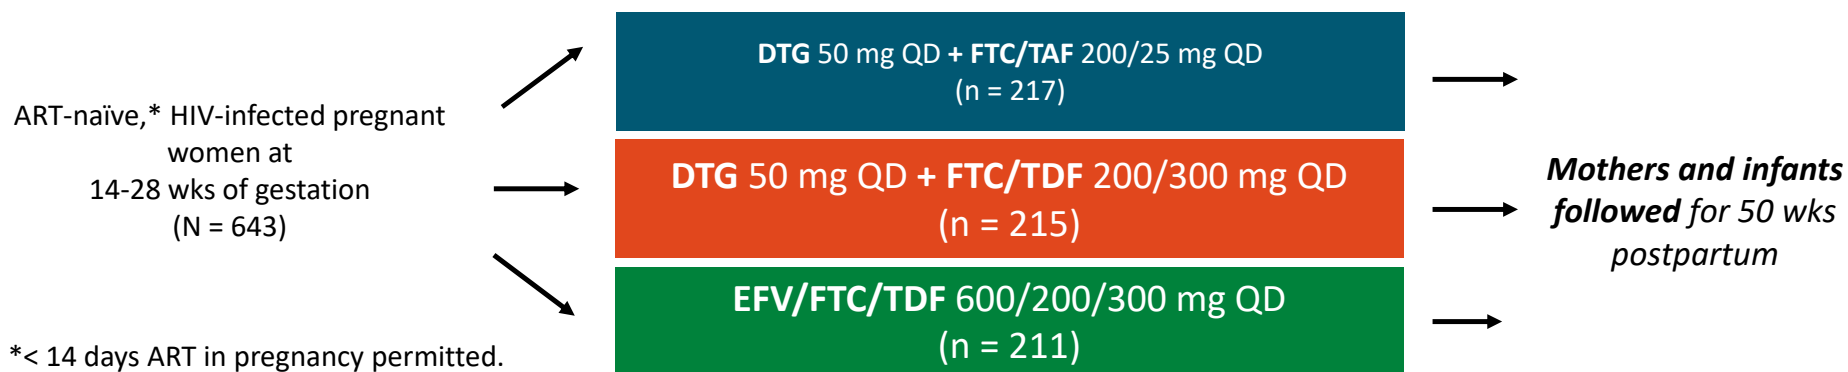 ART-naïve,* HIV-infected pregnant
women at
14-28 wks of gestation
(N = 643)
*< 14 days ART in pregnancy permitted.
DTG 50 mg QD + FTC/TAF 200/25 mg QD
(n = 217)
DTG 50 mg QD + FTC/TDF 200/300 mg QD
(n = 215)
EFV/FTC/TDF 600/200/300 mg QD
(n = 211)
Mothers and infants
followed for 50 wks
postpartum